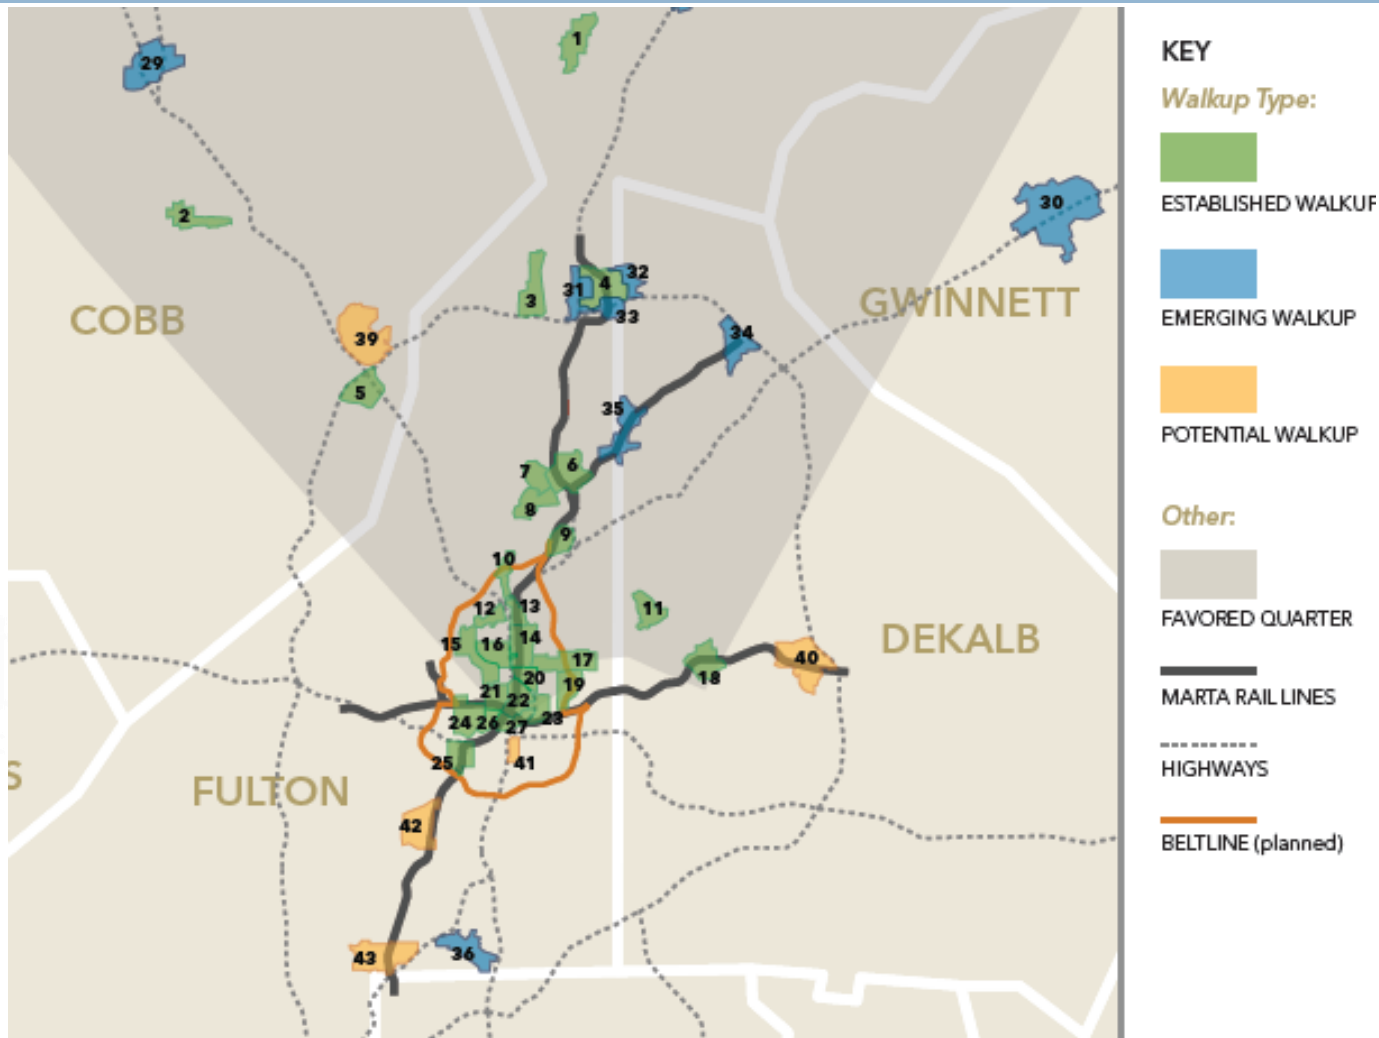 1
29
2
30
COBB
3
31
4
32
33
GWINNETT
34
39
5
35
7
6
8
9
10
11
12
13
14
15
16
17
18
40
DEKALB
19
20
21
22
23
24
26
27
25
41
S
FULTON
42
43
36
KEY
Walkup Type:
ESTABLISHED WALKUP
EMERGING WALKUP
POTENTIAL WALKUP
Other:
FAVORED QUARTER
MARTA RAIL LINES
HIGHWAYS
BELTLINE (planned)